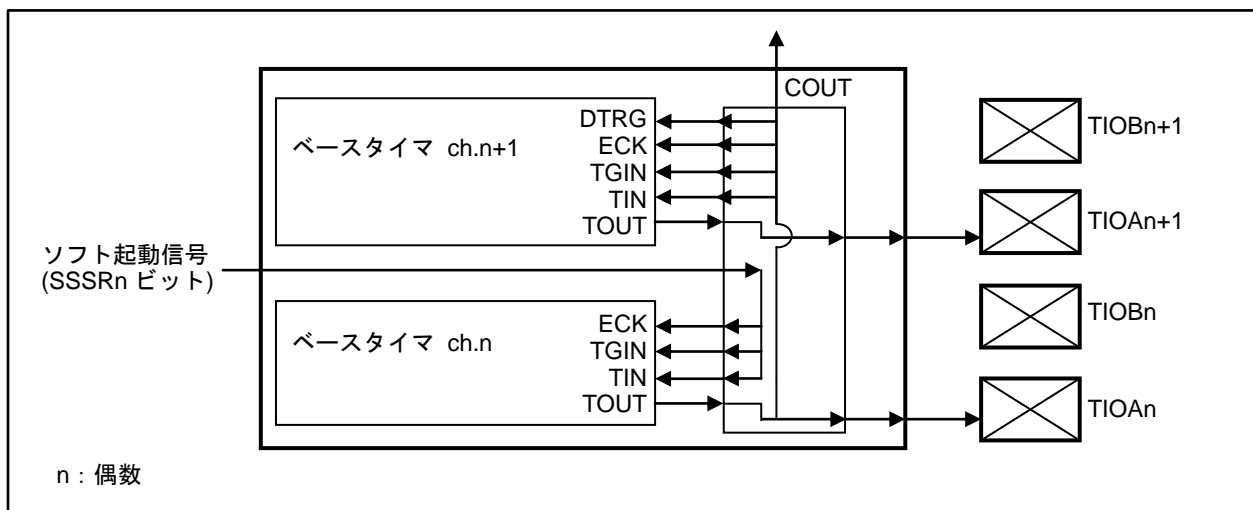 COUT
ベースタイマ ch.n+1
DTRG
ECK
TGIN
TIN
TOUT
TIOBn+1
TIOAn+1
ソフト起動信号
(SSSRn ビット)
ベースタイマ ch.n
ECK
TGIN
TIN
TOUT
TIOBn
TIOAn
n：偶数